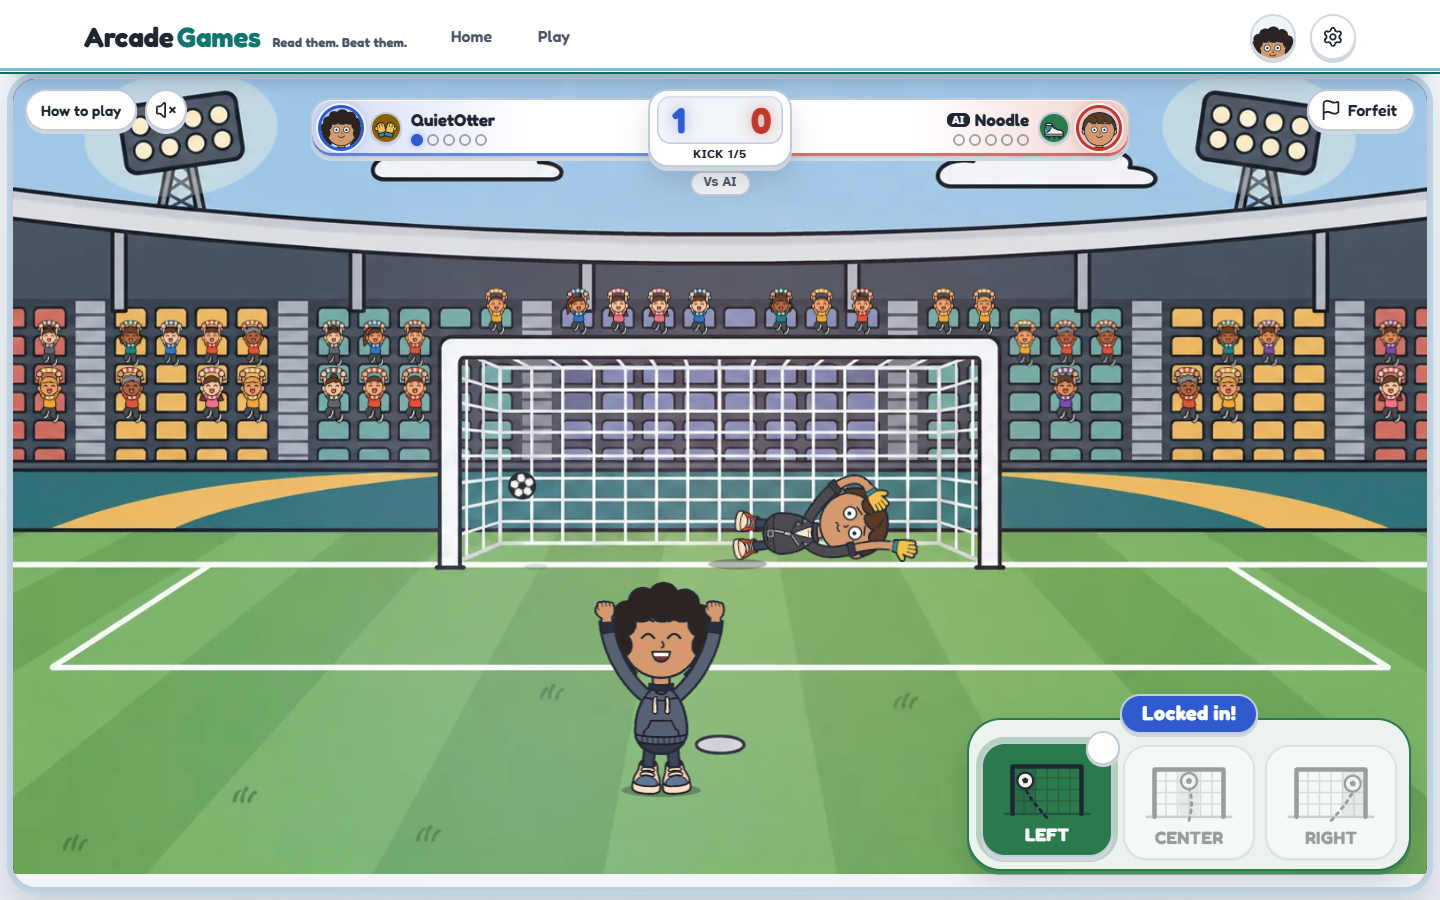 Arcade Games
Read them. Beat them.
Home
Play
How to play
QuietOtter
1 0
KICK 1/5
Vs AI
AI Noodle
Forfeit
Locked in!
LEFT
CENTER
RIGHT